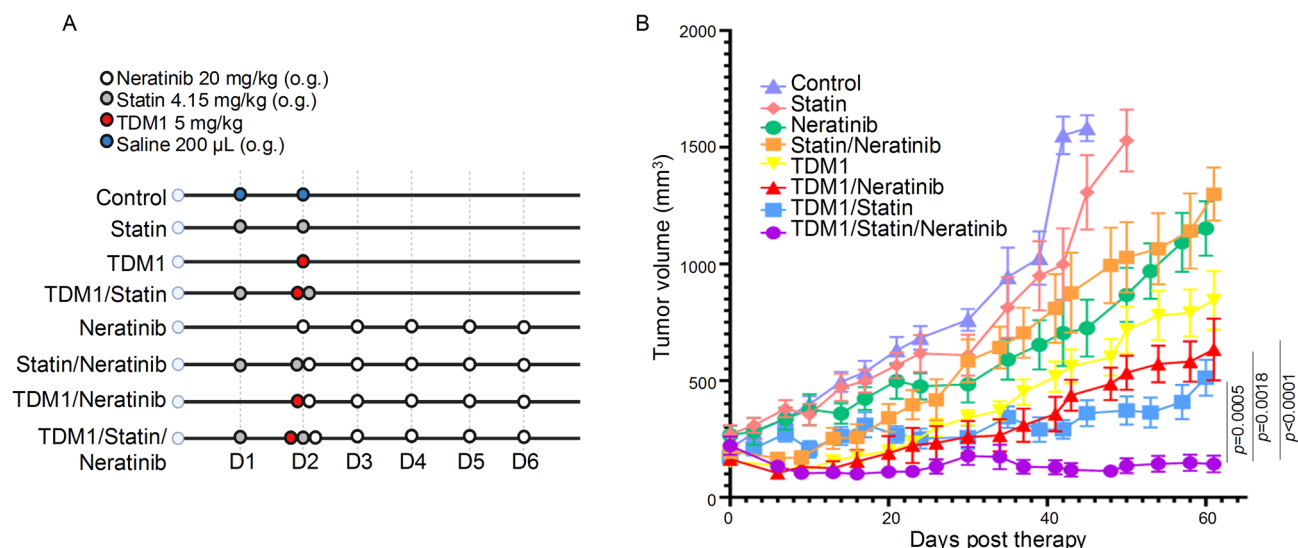 A
Neratinib 20 mg/kg (o.g.)
Statin 4.15 mg/kg (o.g.)
TDM1 5 mg/kg
Saline 200 µL (o.g.)
Control
Statin
TDM1
TDM1/Statin
Neratinib
Statin/Neratinib
TDM1/Neratinib
TDM1/Statin/
Neratinib
D1 D2 D3 D4 D5 D6
B
Tumor volume (mm³)
2000
1500
1000
500
0
Control
Statin
Neratinib
Statin/Neratinib
TDM1
TDM1/Neratinib
TDM1/Statin
TDM1/Statin/Neratinib
p=0.0005
p=0.0018
p<0.0001
0 20 40 60
Days post therapy